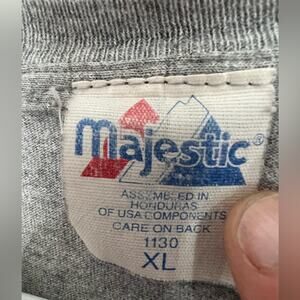 Majestic®
ASSEMBLED IN
HONDURAS
OF USA COMPONENTS
CARE ON BACK
1130
XL